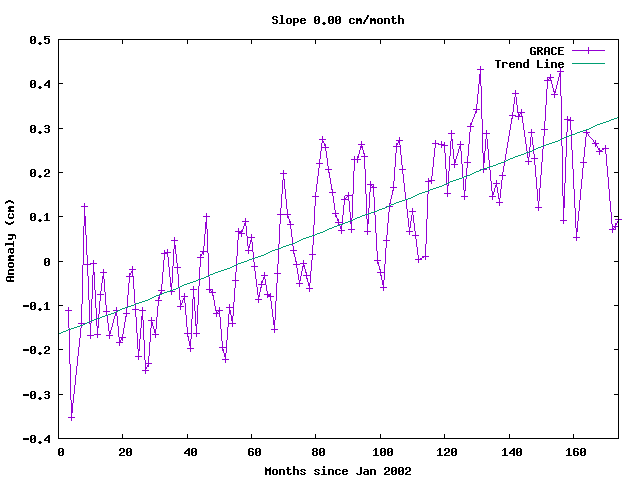 Slope 0.00 cm/month
GRACE
Trend Line
0.5
0.4
0.3
0.2
0.1
0
-0.1
-0.2
-0.3
-0.4
Anomaly (cm)
0 20 40 60 80 100 120 140 160
Months since Jan 2002